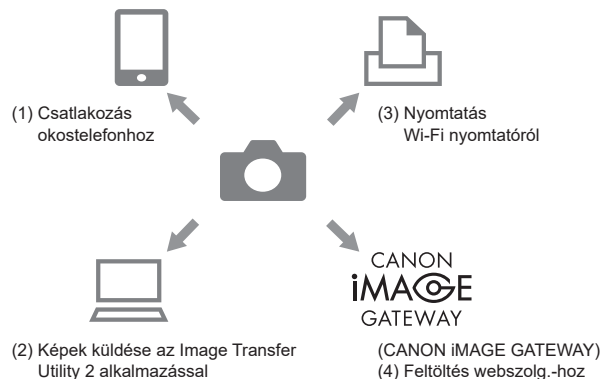 (1) Csatlakozás
okostelefonhoz
(3) Nyomtatás
Wi-Fi nyomtatóról
(2) Képek küldése az Image Transfer
Utility 2 alkalmazással
CANON
iMAGE
GATEWAY
(CANON iMAGE GATEWAY)
(4) Feltöltés webszolg.-hoz